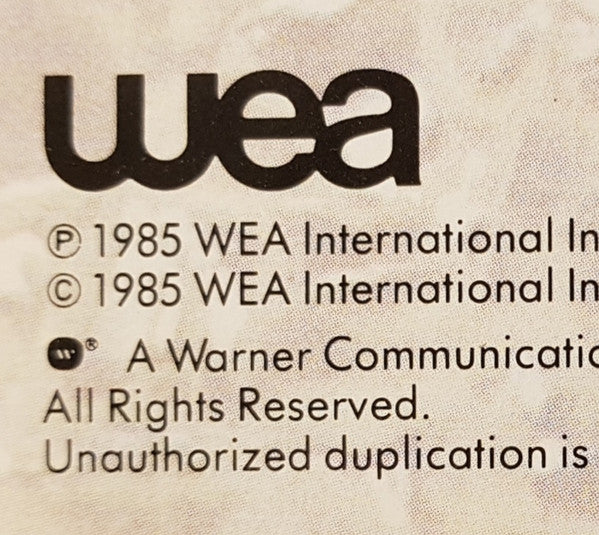 wea
℗ 1985 WEA International In
© 1985 WEA International In
w® A Warner Communicatio
All Rights Reserved.
Unauthorized duplication is